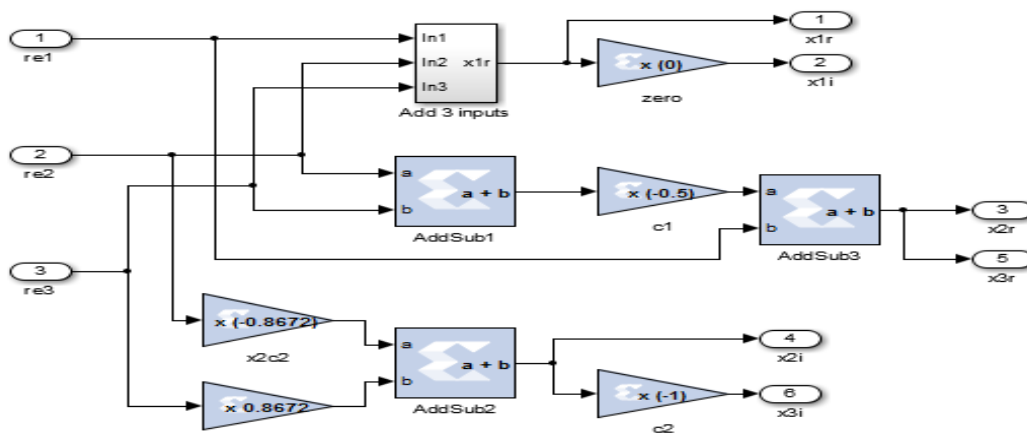 1
re1
In1
In2
In3
x1r
Add 3 inputs
x (0)
zero
1
x1r
2
x1i
2
re2
a
b
a + b
AddSub1
x (-0.5)
c1
a
b
a + b
AddSub3
3
x2r
5
x3r
3
re3
x (-0.8672)
x2c2
x 0.8672
a
b
a + b
AddSub2
x (-1)
c2
4
x2i
6
x3i